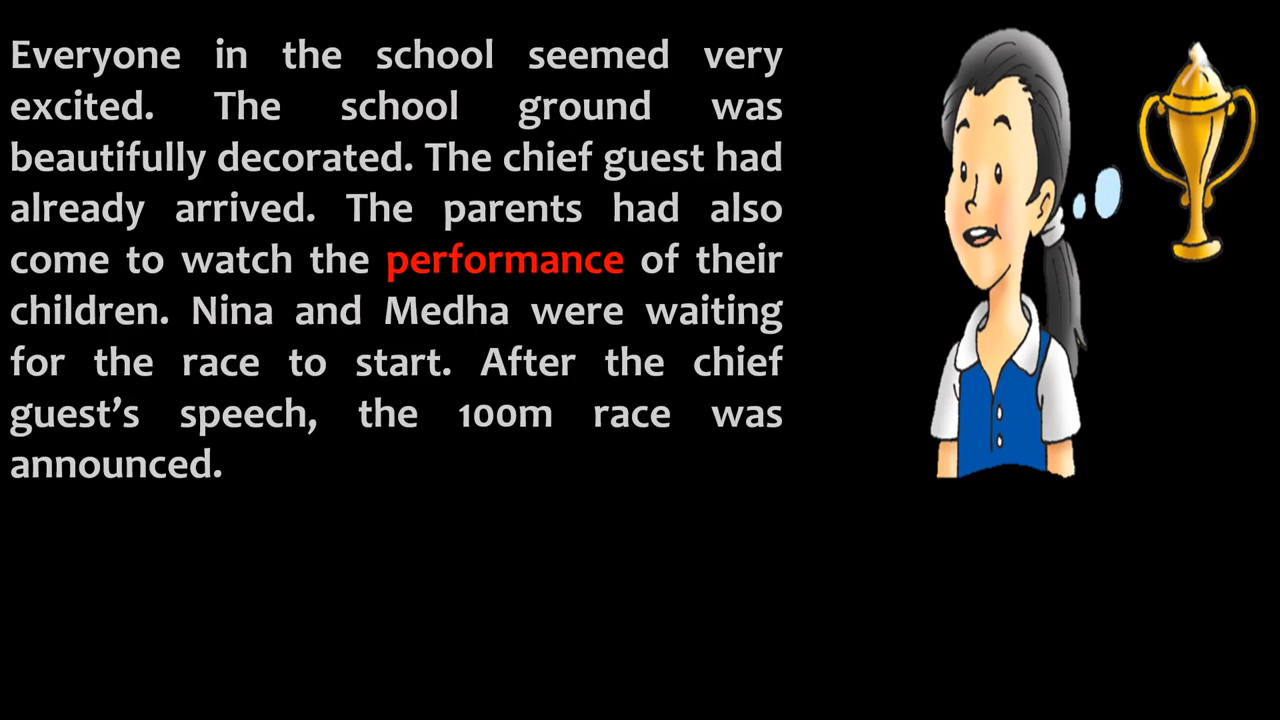 Everyone in the school seemed very
excited. The school ground was
beautifully decorated. The chief guest had
already arrived. The parents had also
come to watch the performance of their
children. Nina and Medha were waiting
for the race to start. After the chief
guest’s speech, the 100m race was
announced.